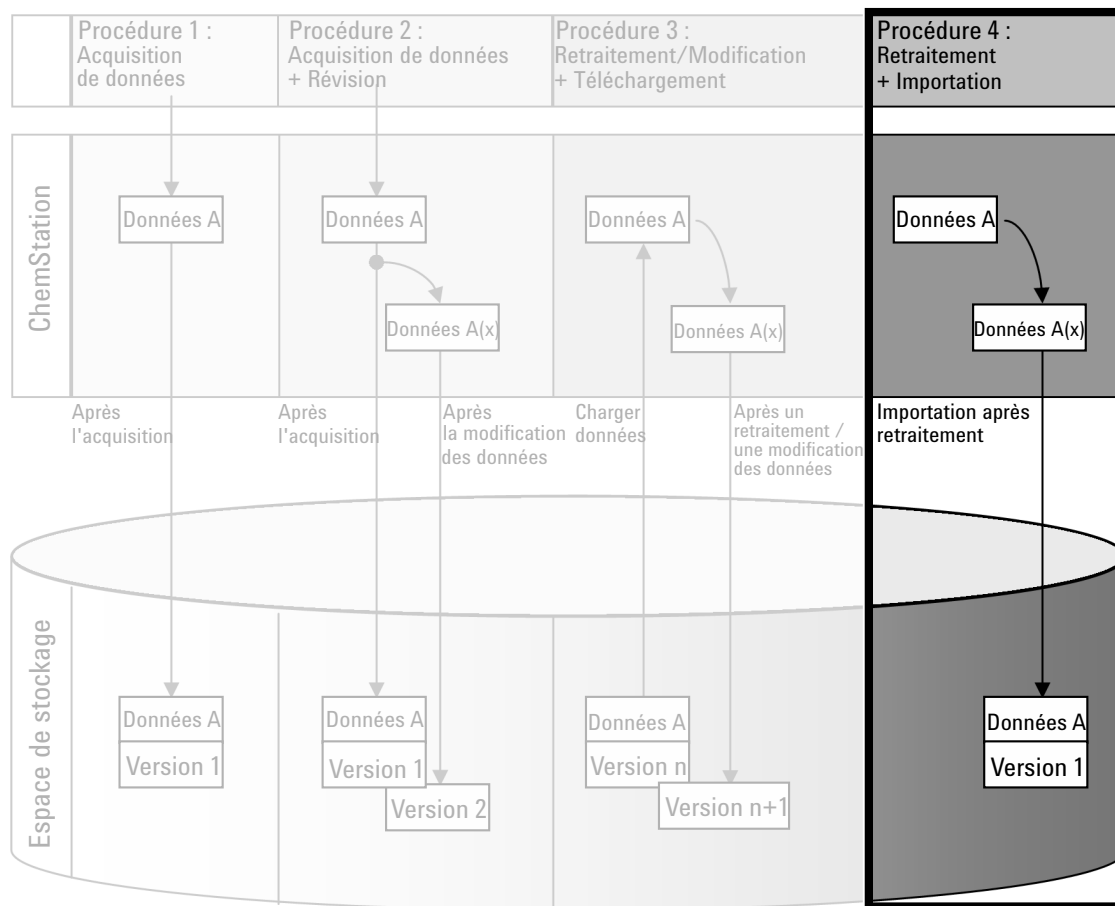 Procédure 1 :
Acquisition
de données
Procédure 2 :
Acquisition de données
+ Révision
Procédure 3 :
Retraitement/Modification
+ Téléchargement
Procédure 4 :
Retraitement
+ Importation
ChemStation
Données A
Données A
Données A(x)
Données A
Données A(x)
Données A
Données A(x)
Après
l'acquisition
Après
l'acquisition
Après
la modification
des données
Charger
données
Après un
retraitement /
une modification
des données
Importation après
retraitement
Espace de stockage
Données A
Version 1
Données A
Version 1
Version 2
Données A
Version n
Version n+1
Données A
Version 1